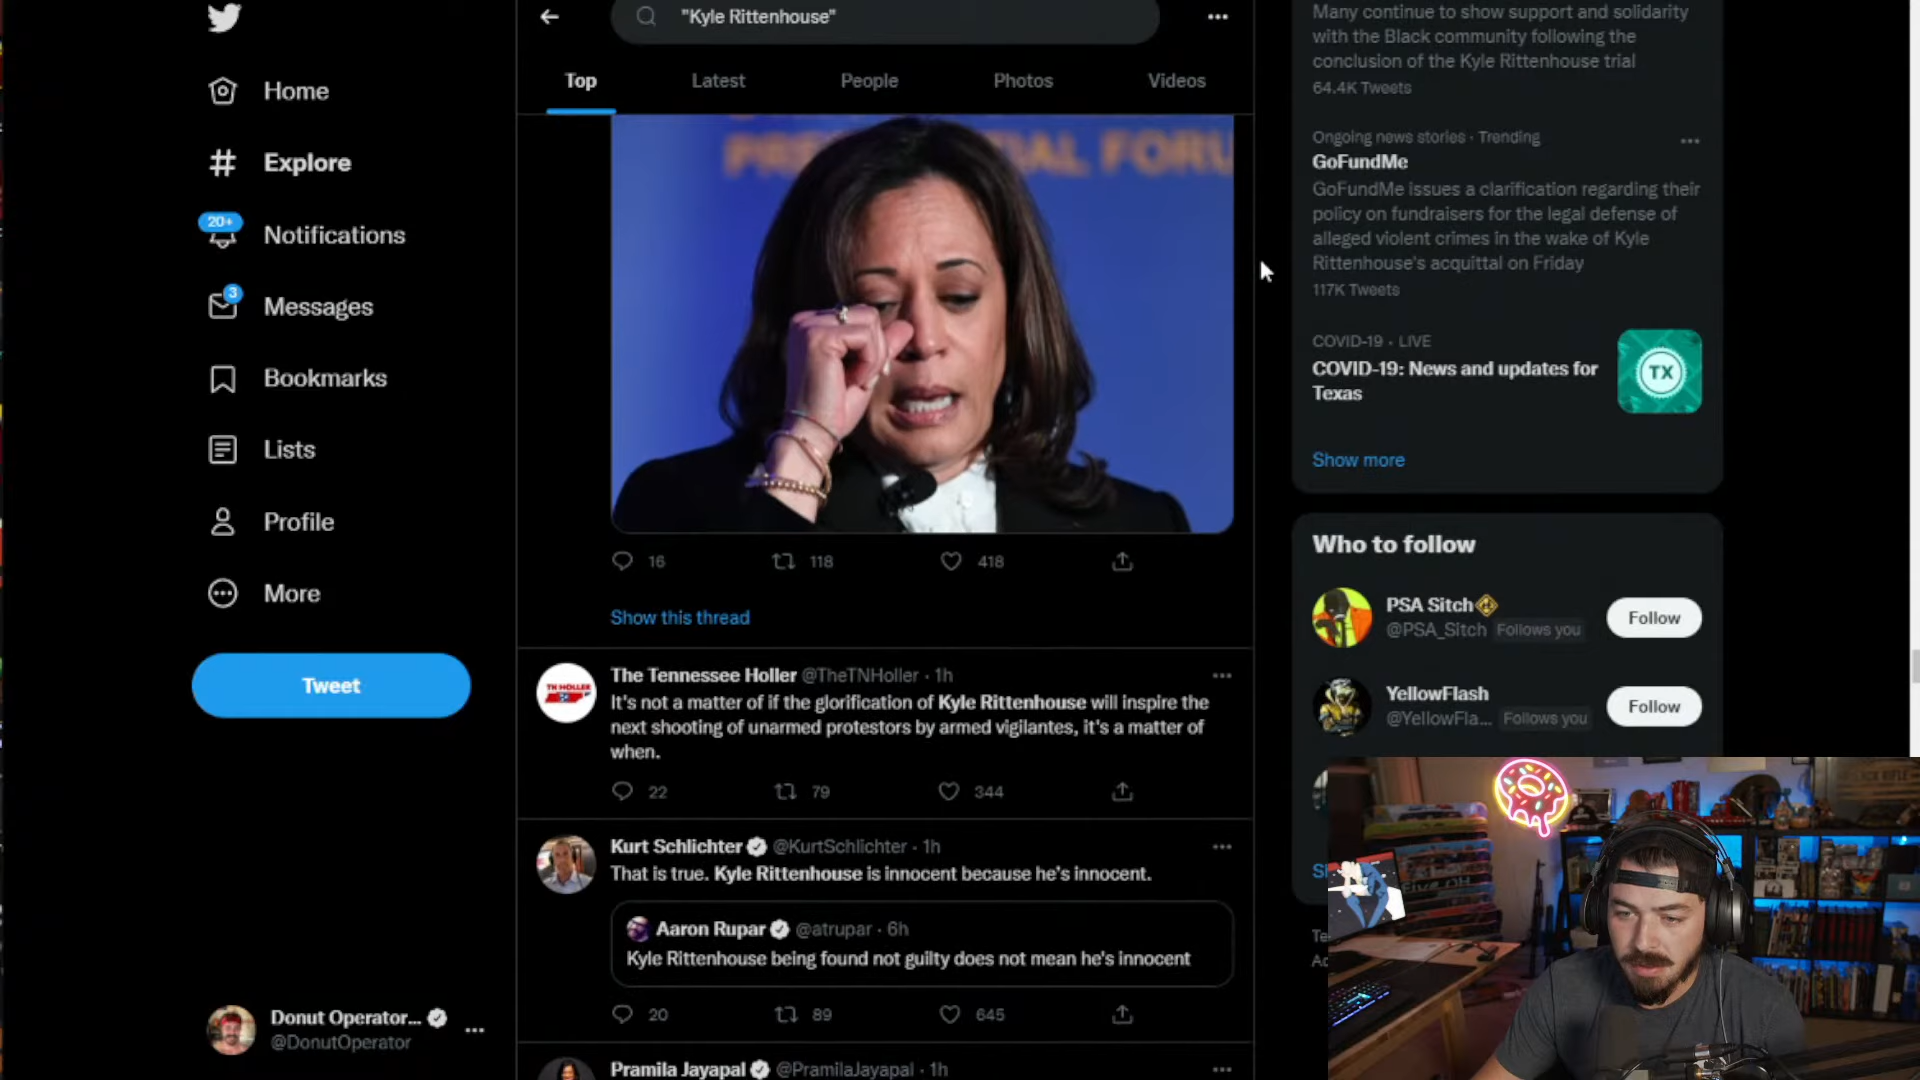 "Kyle Rittenhouse"
Top
Latest
People
Photos
Videos
Home
Explore
20+
Notifications
3
Messages
Bookmarks
Lists
Profile
More
Tweet
Donut Operator...
@DonutOperator
16
118
418
Show this thread
The Tennessee Holler @TheTNHoller · 1h
It's not a matter of if the glorification of Kyle Rittenhouse will inspire the
next shooting of unarmed protestors by armed vigilantes, it's a matter of
when.
22
79
344
Kurt Schlichter @KurtSchlichter · 1h
That is true. Kyle Rittenhouse is innocent because he's innocent.
Aaron Rupar @atrupar · 6h
Kyle Rittenhouse being found not guilty does not mean he's innocent
20
89
645
Pramila Jayapal @PramilaJayapal · 1h
Many continue to show support and solidarity
with the Black community following the
conclusion of the Kyle Rittenhouse trial
64.4K Tweets
Ongoing news stories · Trending
GoFundMe
GoFundMe issues a clarification regarding their
policy on fundraisers for the legal defense of
alleged violent crimes in the wake of Kyle
Rittenhouse's acquittal on Friday
117K Tweets
COVID-19 · LIVE
COVID-19: News and updates for
Texas
TX
Show more
Who to follow
PSA Sitch
@PSA_Sitch Follows you
Follow
YellowFlash
@YellowFla... Follows you
Follow